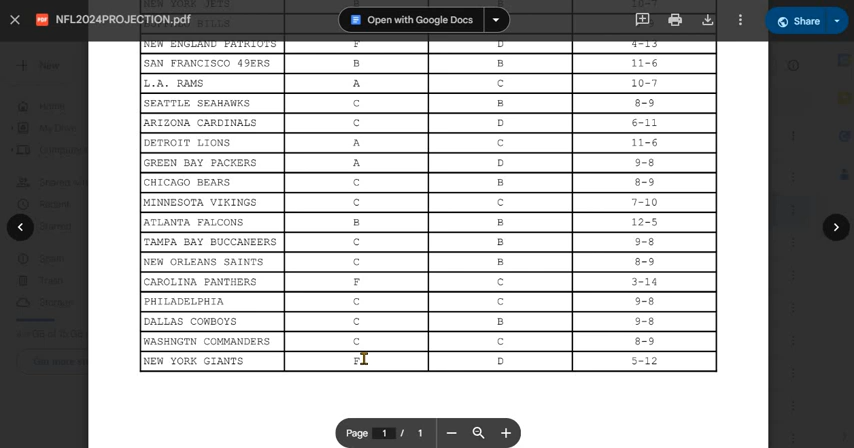 NEW YORK JETS B B 10-7
NFL2024PROJECTION.pdf Open with Google Docs Share
BILLS
NEW ENGLAND PATRIOTS F D 4-13
New
SAN FRANCISCO 49ERS B B 11-6
L.A. RAMS A C 10-7
Home
SEATTLE SEAHAWKS C B 8-9
My Drive
ARIZONA CARDINALS C D 6-11
Computers
DETROIT LIONS A C 11-6
GREEN BAY PACKERS A D 9-8
Shared with
CHICAGO BEARS C B 8-9
Recent
MINNESOTA VIKINGS C C 7-10
Starred
ATLANTA FALCONS B B 12-5
TAMPA BAY BUCCANEERS C B 9-8
Spam
NEW ORLEANS SAINTS C B 8-9
Trash
CAROLINA PANTHERS F C 3-14
Storage
PHILADELPHIA C C 9-8
DALLAS COWBOYS C B 9-8
WASHNGTN COMMANDERS C C 8-9
NEW YORK GIANTS F D 5-12
Page 1 / 1